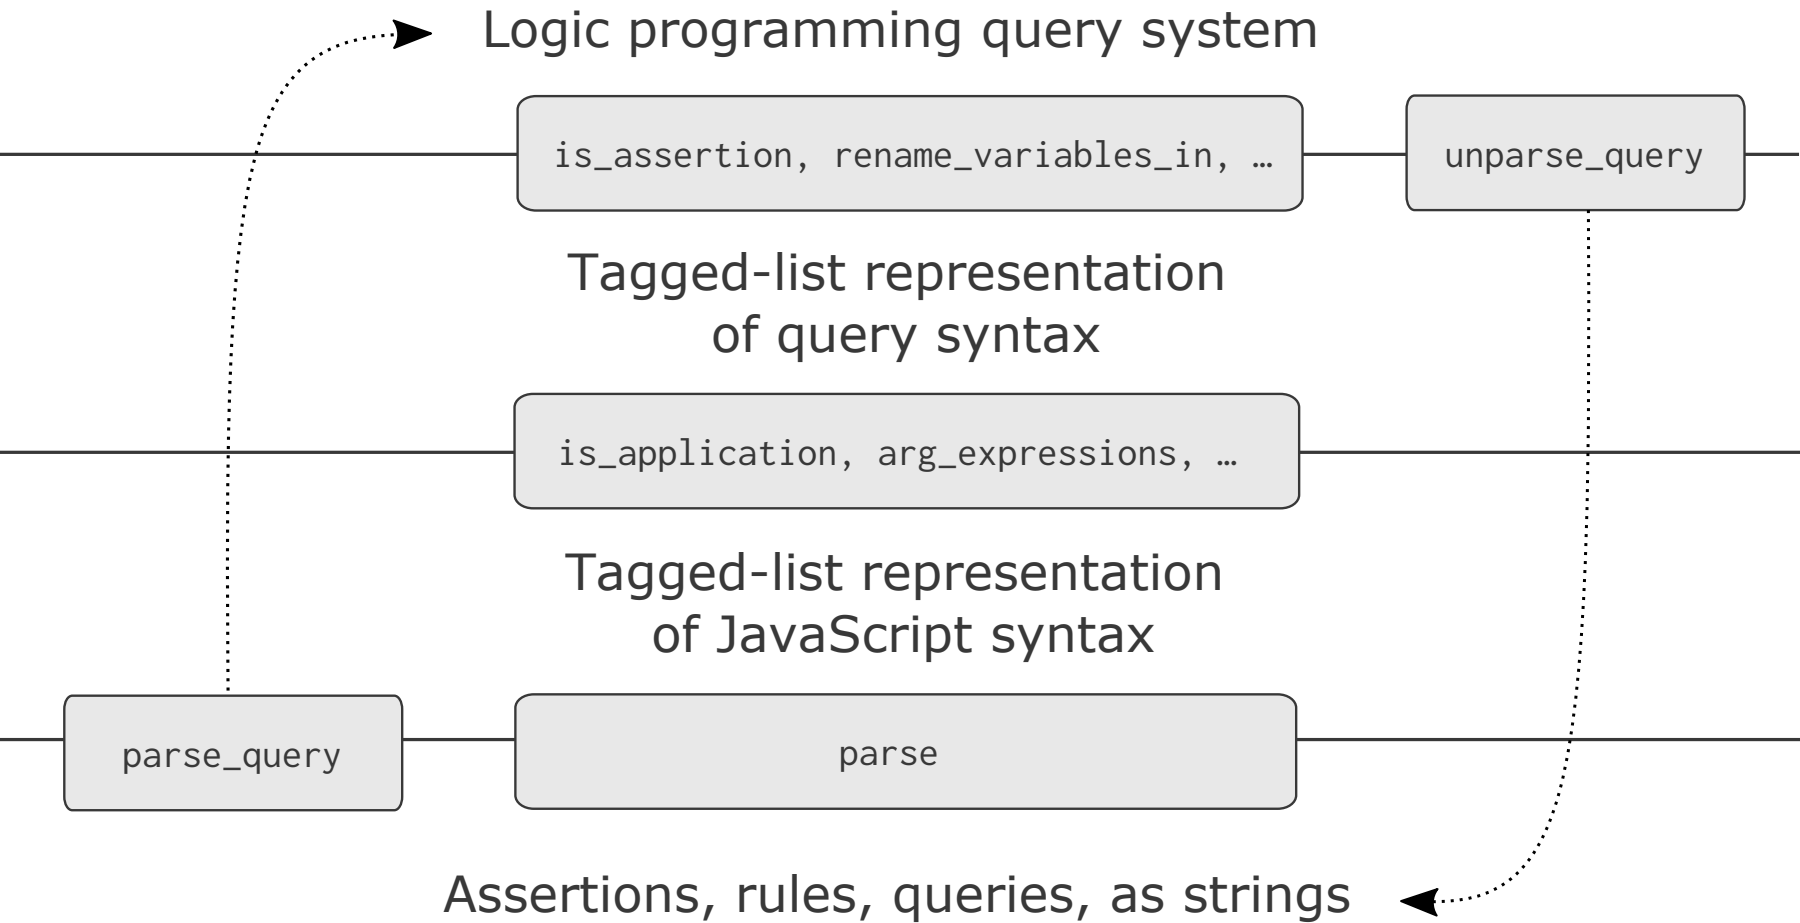 Logic programming query system
is_assertion, rename_variables_in, …
unparse_query
Tagged-list representation
of query syntax
is_application, arg_expressions, …
Tagged-list representation
of JavaScript syntax
parse_query
parse
Assertions, rules, queries, as strings